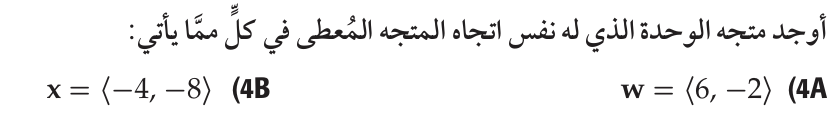 أوجد متجه الوحدة الذي له نفس اتجاه المتجه المُعطى في كلٍّ ممَّا يأتي:
(4A w = ⟨6, −2⟩ (4B x = ⟨−4, −8⟩